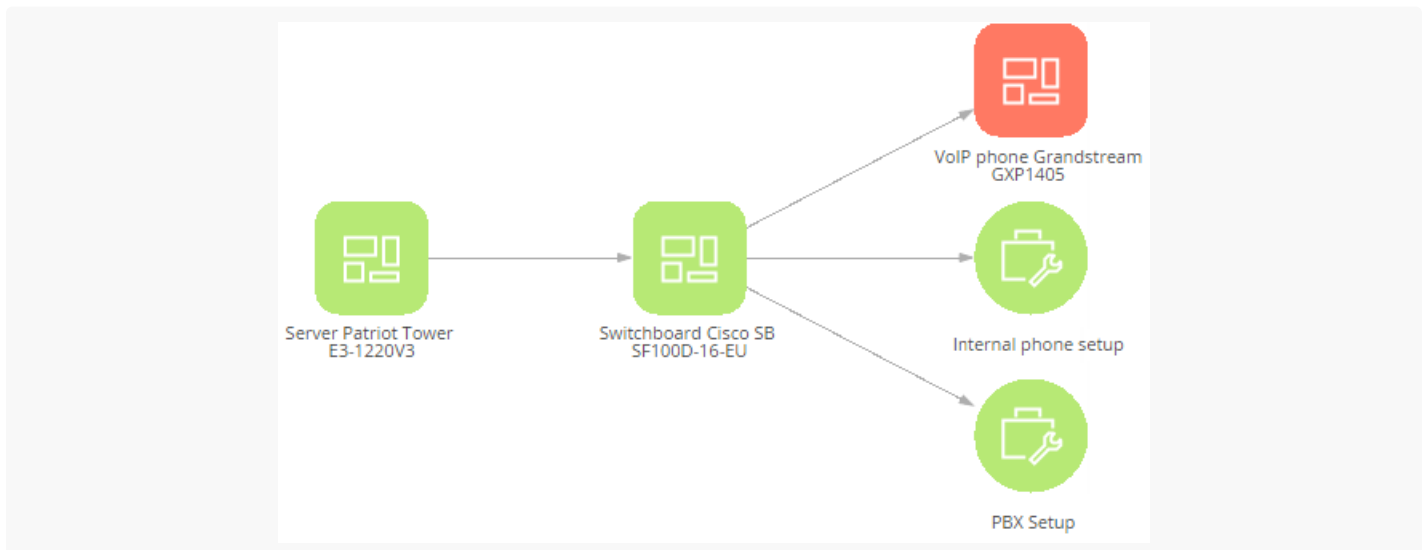 VoIP phone Grandstream
GXP1405
Server Patriot Tower
E3-1220V3
Switchboard Cisco SB
SF100D-16-EU
Internal phone setup
PBX Setup